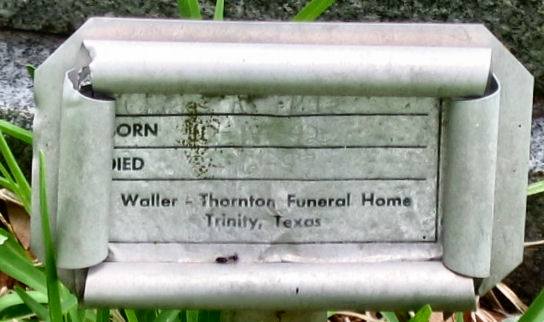 ORN
DIED
Waller - Thornton Funeral Home
Trinity, Texas